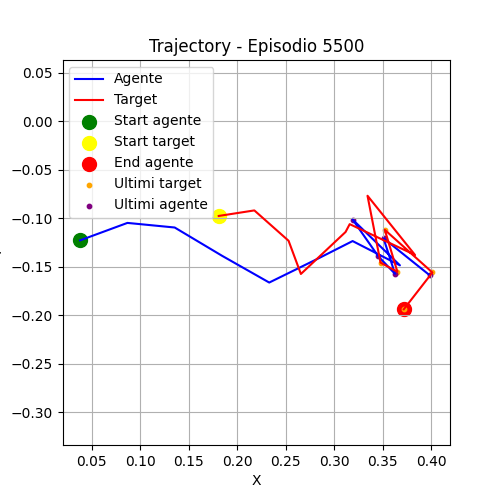 Trajectory - Episodio 5500
Agente
Target
Start agente
Start target
End agente
Ultimi target
Ultimi agente
0.05
0.00
−0.05
−0.10
−0.15
−0.20
−0.25
−0.30
0.05 0.10 0.15 0.20 0.25 0.30 0.35 0.40
X